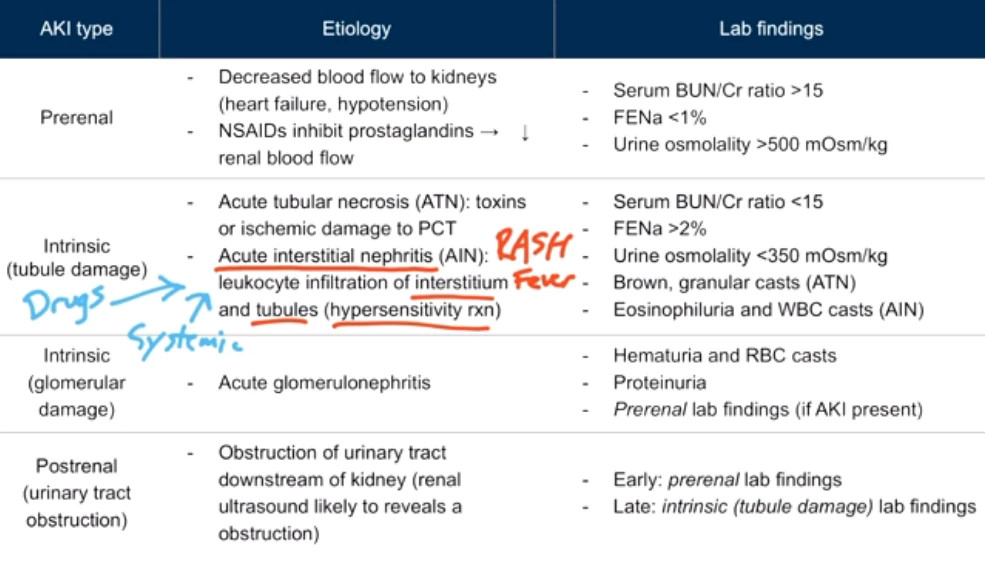 AKI type Etiology Lab findings
Prerenal
- Decreased blood flow to kidneys
(heart failure, hypotension)
- NSAIDs inhibit prostaglandins → ↓
renal blood flow
- Serum BUN/Cr ratio >15
- FENa <1%
- Urine osmolality >500 mOsm/kg
Intrinsic
(tubule damage)
Drugs
Systemic
- Acute tubular necrosis (ATN): toxins
or ischemic damage to PCT
- Acute interstitial nephritis (AIN): RASH
leukocyte infiltration of interstitium Fever
and tubules (hypersensitivity rxn)
- Serum BUN/Cr ratio <15
- FENa >2%
- Urine osmolality <350 mOsm/kg
- Brown, granular casts (ATN)
- Eosinophiluria and WBC casts (AIN)
Intrinsic
(glomerular
damage)
- Acute glomerulonephritis
- Hematuria and RBC casts
- Proteinuria
- Prerenal lab findings (if AKI present)
Postrenal
(urinary tract
obstruction)
- Obstruction of urinary tract
downstream of kidney (renal
ultrasound likely to reveals a
obstruction)
- Early: prerenal lab findings
- Late: intrinsic (tubule damage) lab findings